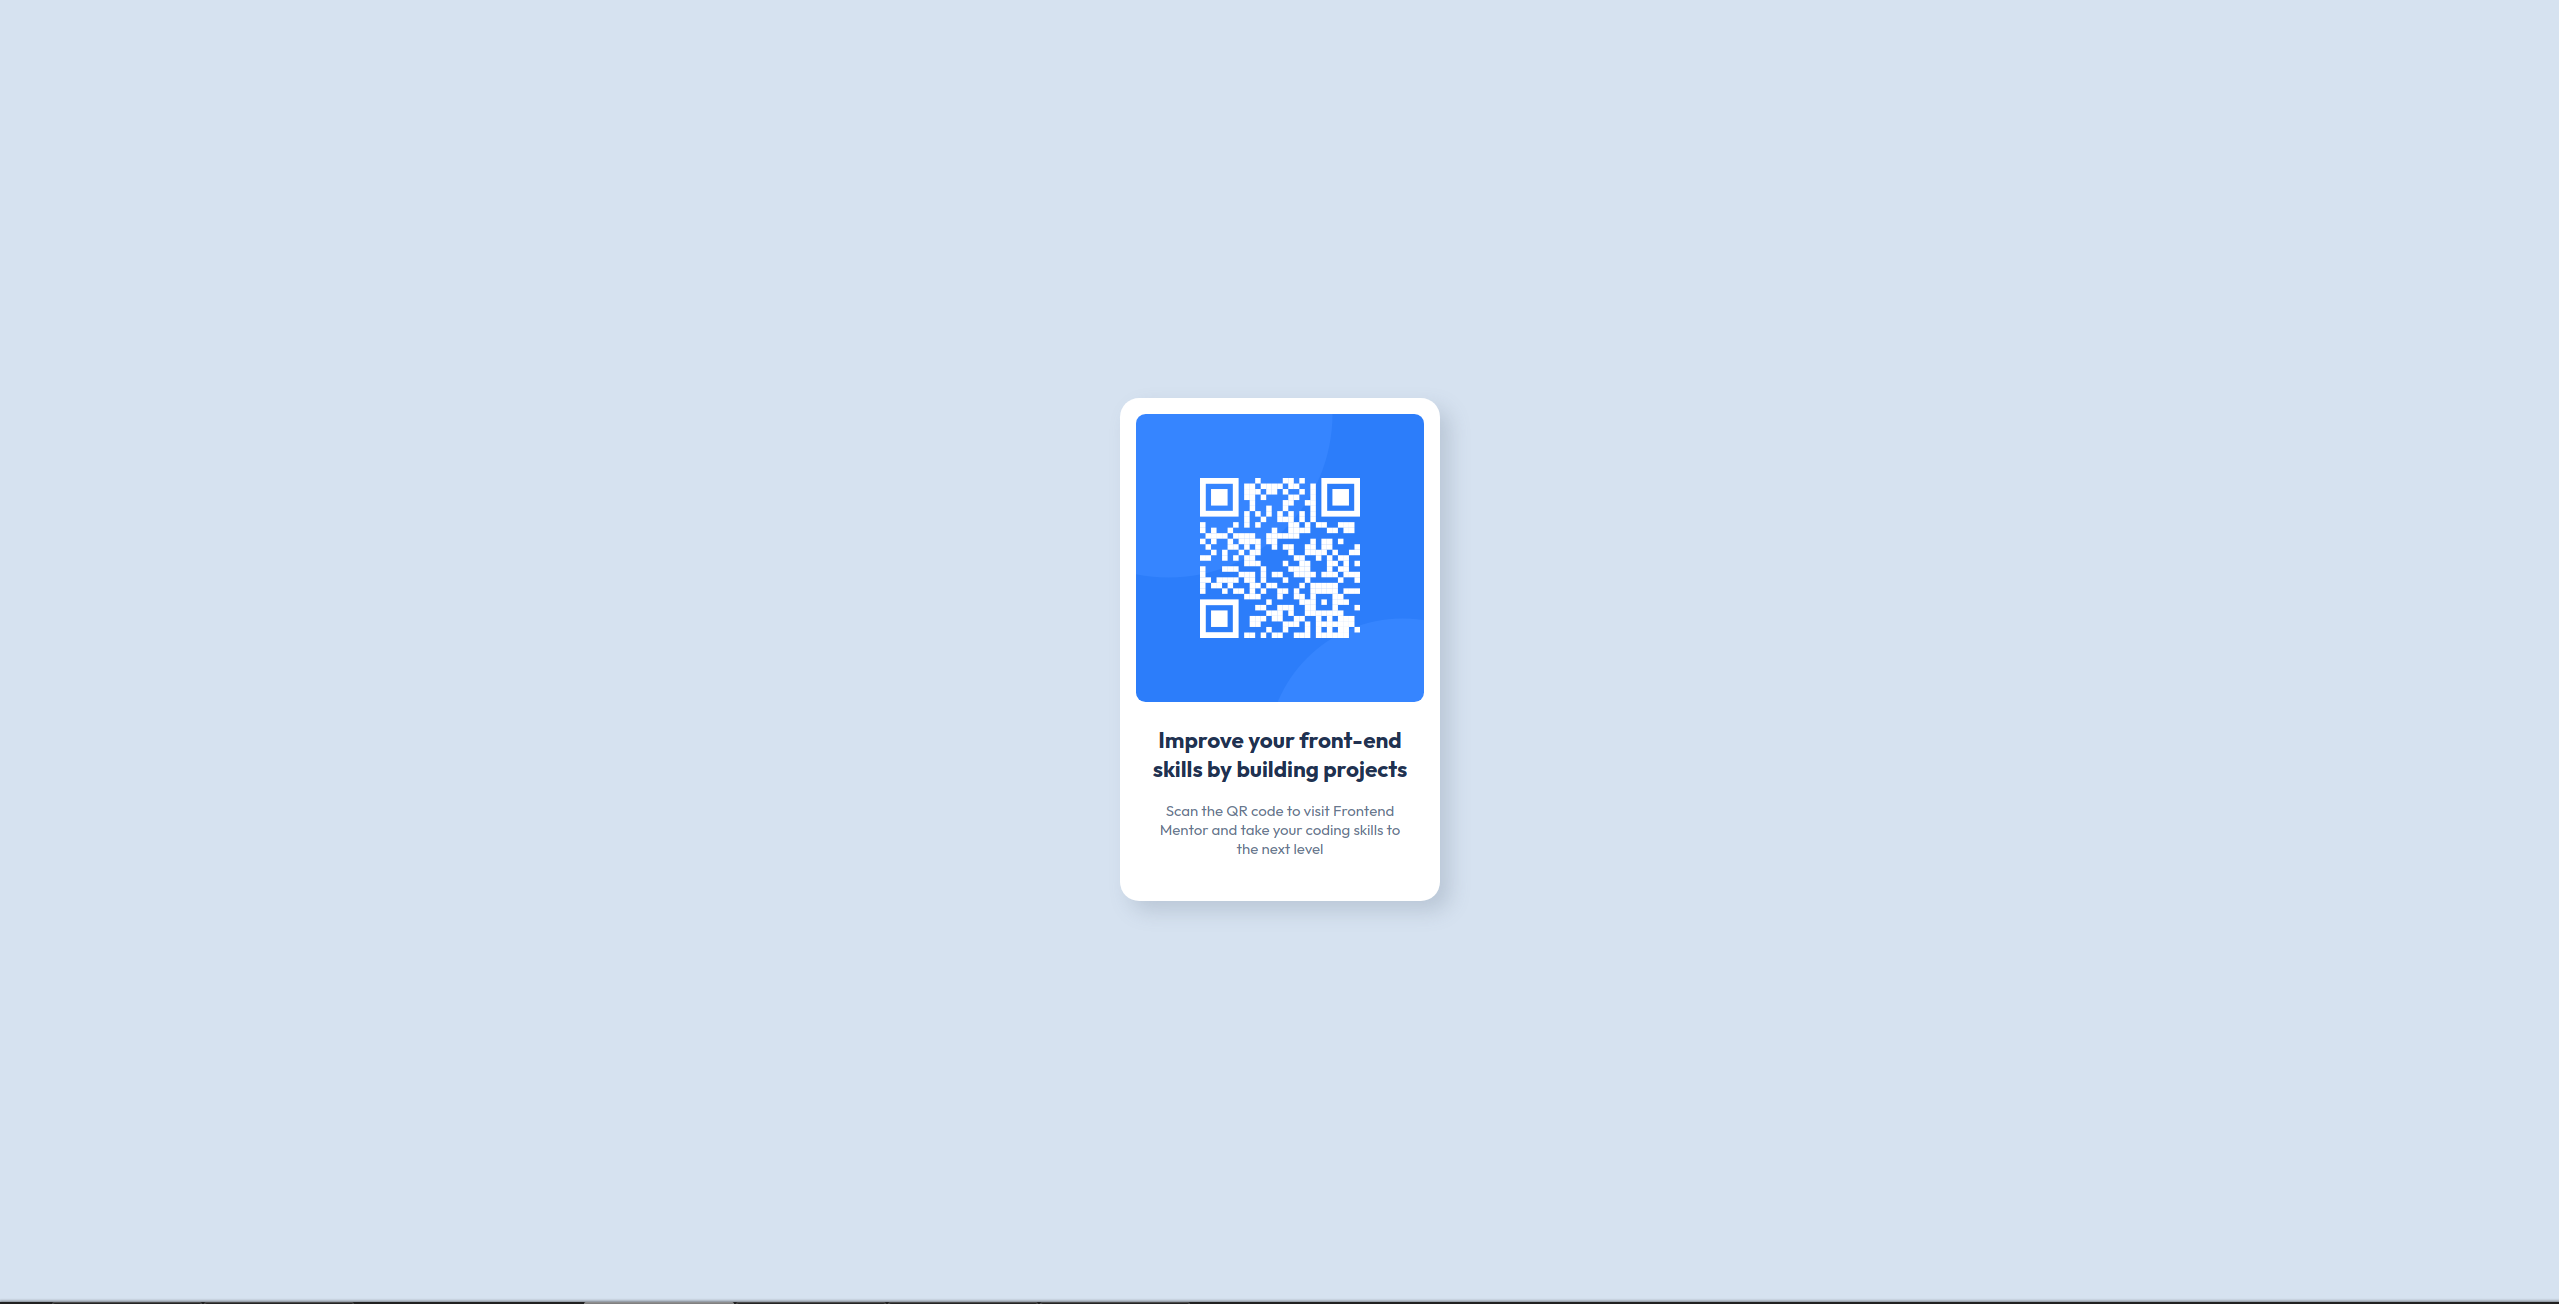 Improve your front-end
skills by building projects
Scan the QR code to visit Frontend
Mentor and take your coding skills to
the next level